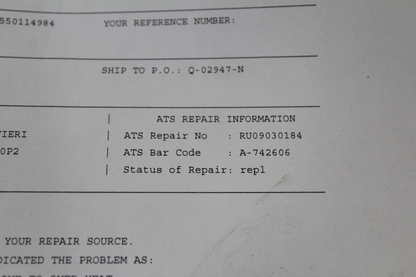 550114984 YOUR REFERENCE NUMBER:
SHIP TO P.O.: Q-02947-N
| ATS REPAIR INFORMATION
IERI | ATS Repair No : RU09030184
0P2 | ATS Bar Code : A-742606
| Status of Repair: repl
YOUR REPAIR SOURCE.
DICATED THE PROBLEM AS: